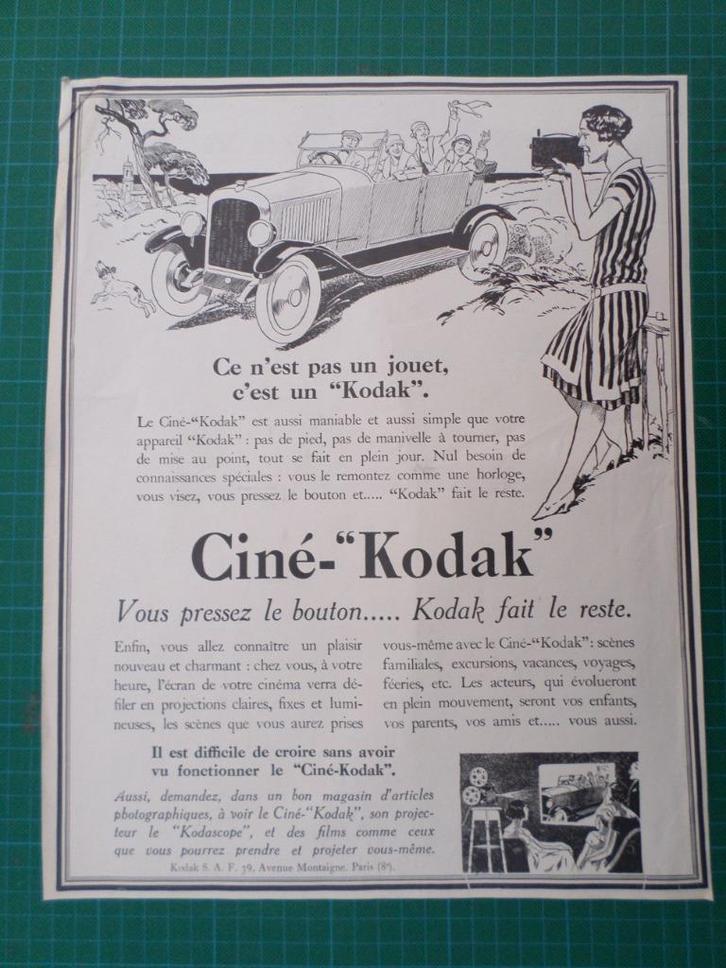 Ce n'est pas un jouet,
c'est un “Kodak”.
Le Ciné-“Kodak” est aussi maniable et aussi simple que votre
appareil “Kodak” : pas de pied, pas de manivelle à tourner, pas
de mise au point, tout se fait en plein jour. Nul besoin de
connaissances spéciales : vous le remontez comme une horloge,
vous visez, vous pressez le bouton et..... “Kodak” fait le reste.
Ciné-“Kodak”
Vous pressez le bouton..... Kodak fait le reste.
Enfin, vous allez connaître un plaisir
nouveau et charmant : chez vous, à votre
heure, l'écran de votre cinéma verra dé-
filer en projections claires, fixes et lumi-
neuses, les scènes que vous aurez prises
vous-même avec le Ciné-“Kodak” : scènes
familiales, excursions, vacances, voyages,
féeries, etc. Les acteurs, qui évolueront
en plein mouvement, seront vos enfants,
vos parents, vos amis et..... vous aussi.
Il est difficile de croire sans avoir
vu fonctionner le “Ciné-Kodak”.
Aussi, demandez, dans un bon magasin d'articles
photographiques, à voir le Ciné-“Kodak”, son projec-
teur le “Kodascope”, et des films comme ceux
que vous pourrez prendre et projeter vous-même.
Kodak S. A. F. 39, Avenue Montaigne, Paris (8e).